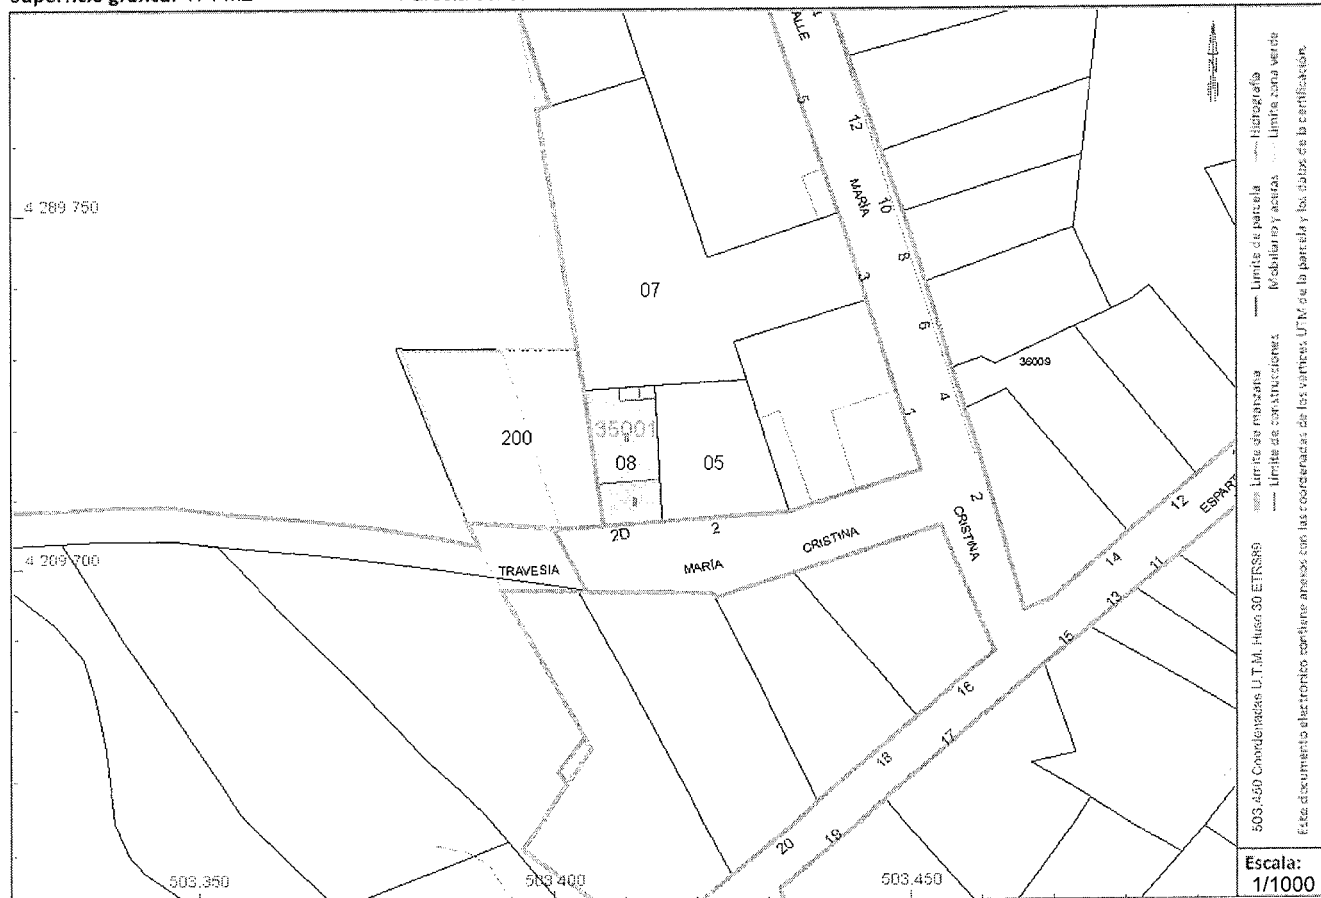 4 289 750
4 289 700
503.350
503.400
503.450
07
200
35001
08
05
36009
2D
2
TRAVESIA
MARÍA
CRISTINA
ALLE
MARÍA
CRISTINA
5
3
1
12
10
8
6
4
2
ESPART
12
14
16
18
20
11
13
15
17
19
Límite de manzana
Límite de parcela
Hidrografía
Límite de construcciones
Mobiliario y aceras
Límite zona verde
503.450 Coordenadas U.T.M. Huso 30 ETRS89
Este documento electrónico contiene anexos con las coordenadas de los vértices UTM de la parcela y los datos de la certificación.
Escala:
1/1000